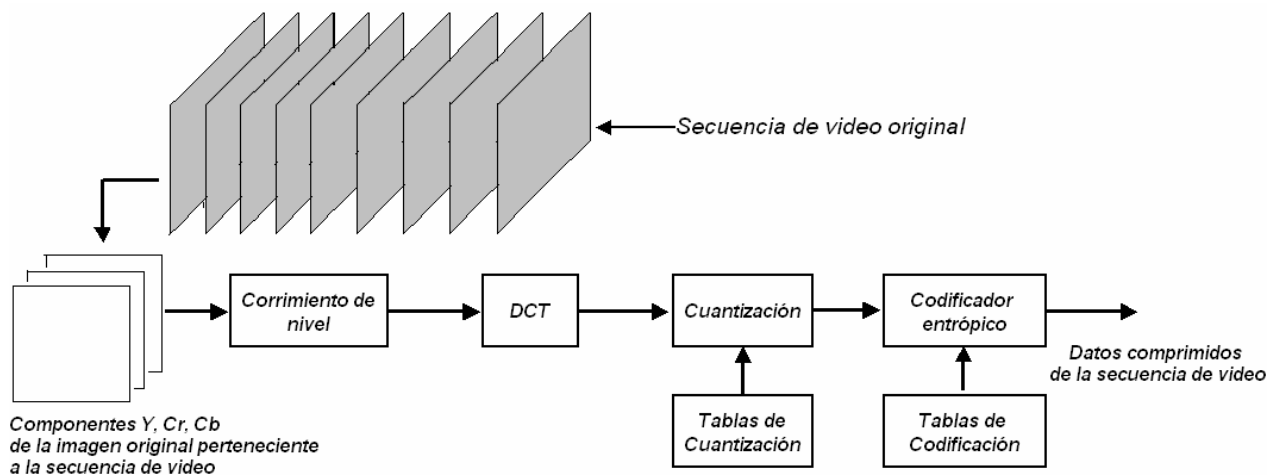 Secuencia de video original
Corrimiento de
nivel
DCT
Cuantización
Codificador
entrópico
Datos comprimidos
de la secuencia de video
Tablas de
Cuantización
Tablas de
Codificación
Componentes Y, Cr, Cb
de la imagen original perteneciente
a la secuencia de video